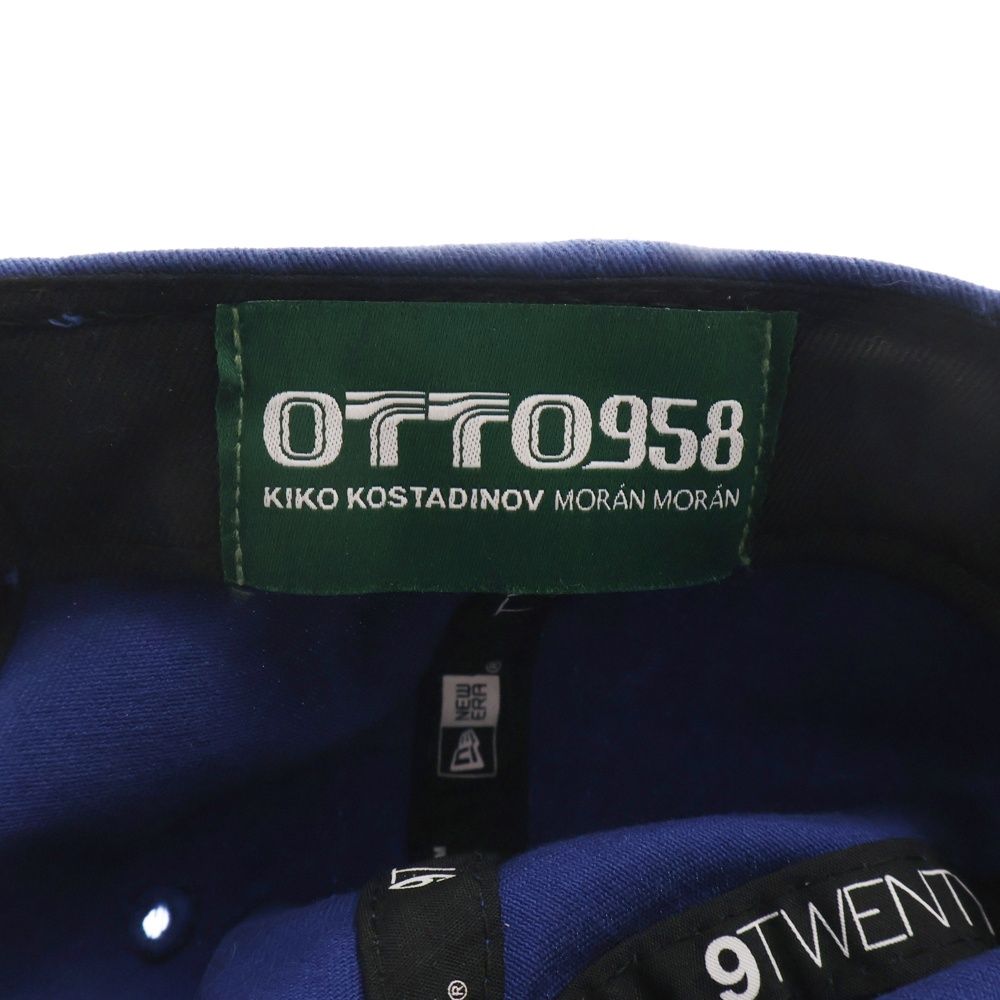 OTTO958
KIKO KOSTADINOV MORÁN MORÁN
NEW ERA ®
9TWENTY
®